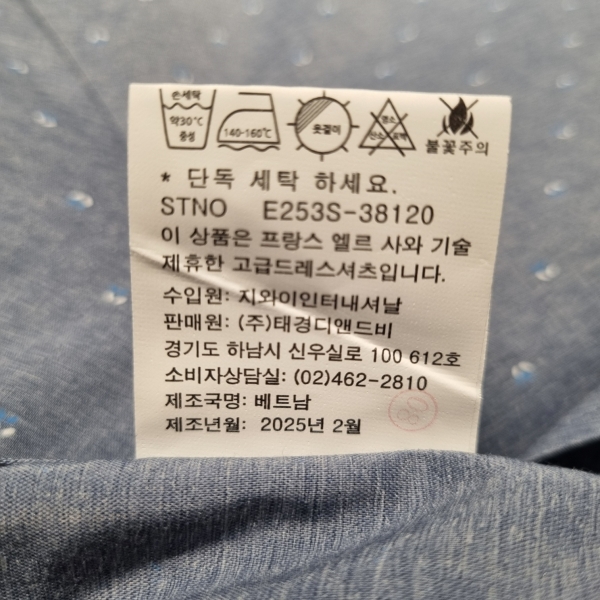 손세탁
약30℃
중성
140-160℃
옷걸이
염소
산소 표백
불꽃주의
* 단독 세탁 하세요.
STNO E253S-38120
이 상품은 프랑스 엘르 사와 기술
제휴한 고급드레스셔츠입니다.
수입원: 지와이인터내셔날
판매원: (주)태경디앤드비
경기도 하남시 신우실로 100 612호
소비자상담실: (02)462-2810
제조국명: 베트남
제조년월: 2025년 2월